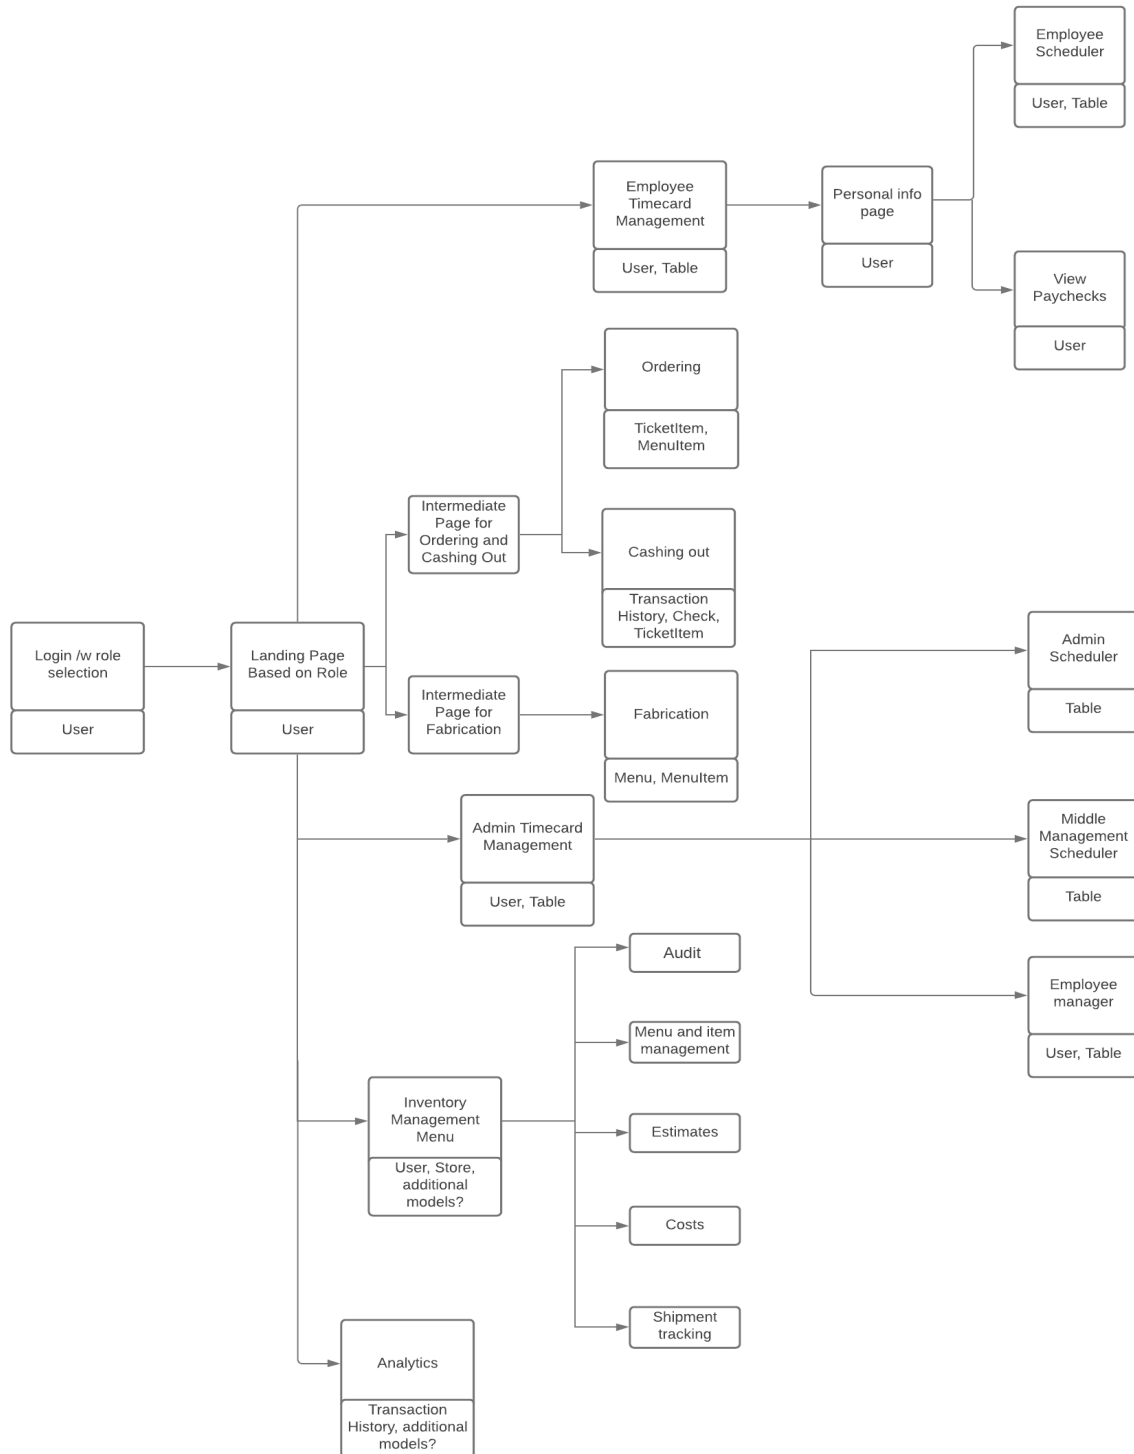 Employee
Scheduler
User, Table
Employee
Timecard
Management
User, Table
Personal info
page
User
View
Paychecks
User
Ordering
TicketItem,
MenuItem
Intermediate
Page for
Ordering and
Cashing Out
Cashing out
Transaction
History, Check,
TicketItem
Login /w role
selection
User
Landing Page
Based on Role
User
Intermediate
Page for
Fabrication
Fabrication
Menu, MenuItem
Admin
Scheduler
Table
Admin Timecard
Management
User, Table
Middle
Management
Scheduler
Table
Employee
manager
User, Table
Audit
Menu and item
management
Estimates
Costs
Shipment
tracking
Inventory
Management
Menu
User, Store,
additional
models?
Analytics
Transaction
History, additional
models?